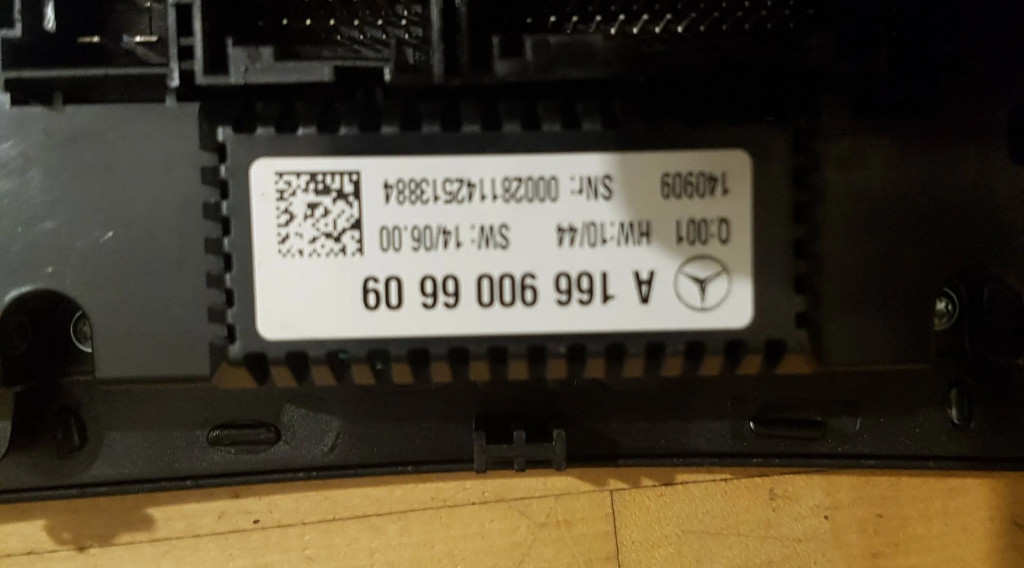 A 166 900 66 09
Q:001 HW:10/44 SW: 14/06.00
140909 SNr: 000281142513884